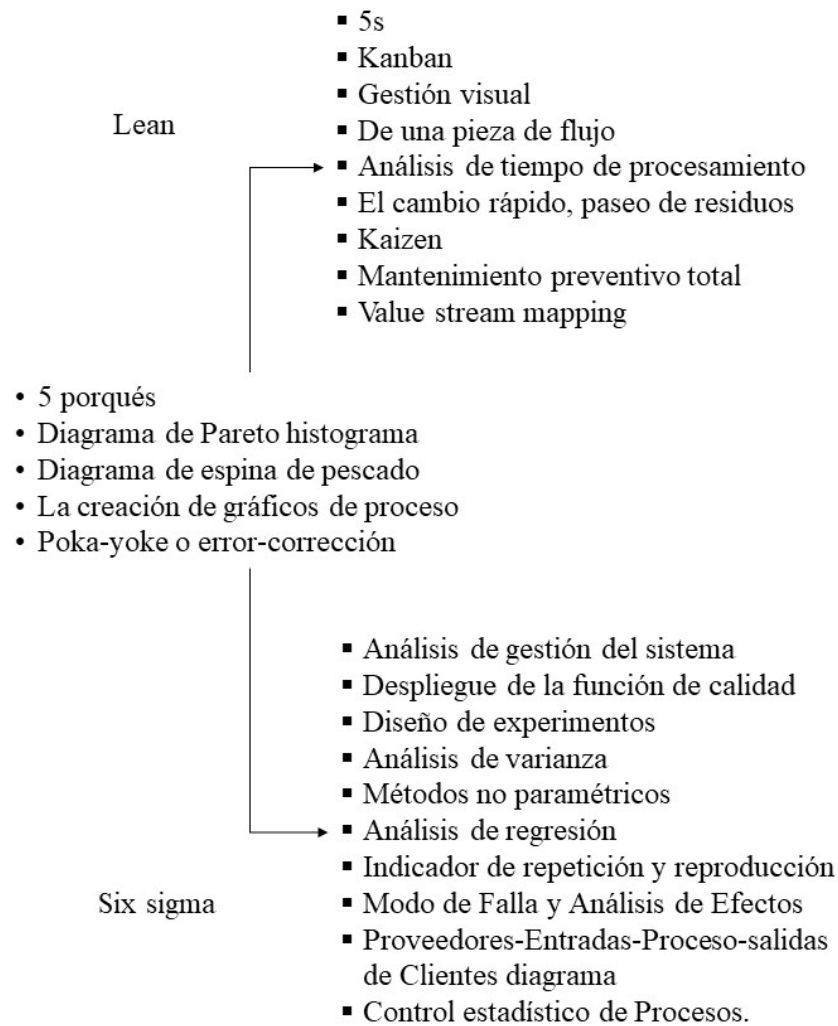 Lean
▪ 5s
▪ Kanban
▪ Gestión visual
▪ De una pieza de flujo
▪ Análisis de tiempo de procesamiento
▪ El cambio rápido, paseo de residuos
▪ Kaizen
▪ Mantenimiento preventivo total
▪ Value stream mapping
• 5 porqués
• Diagrama de Pareto histograma
• Diagrama de espina de pescado
• La creación de gráficos de proceso
• Poka-yoke o error-corrección
Six sigma
▪ Análisis de gestión del sistema
▪ Despliegue de la función de calidad
▪ Diseño de experimentos
▪ Análisis de varianza
▪ Métodos no paramétricos
▪ Análisis de regresión
▪ Indicador de repetición y reproducción
▪ Modo de Falla y Análisis de Efectos
▪ Proveedores-Entradas-Proceso-salidas
de Clientes diagrama
▪ Control estadístico de Procesos.